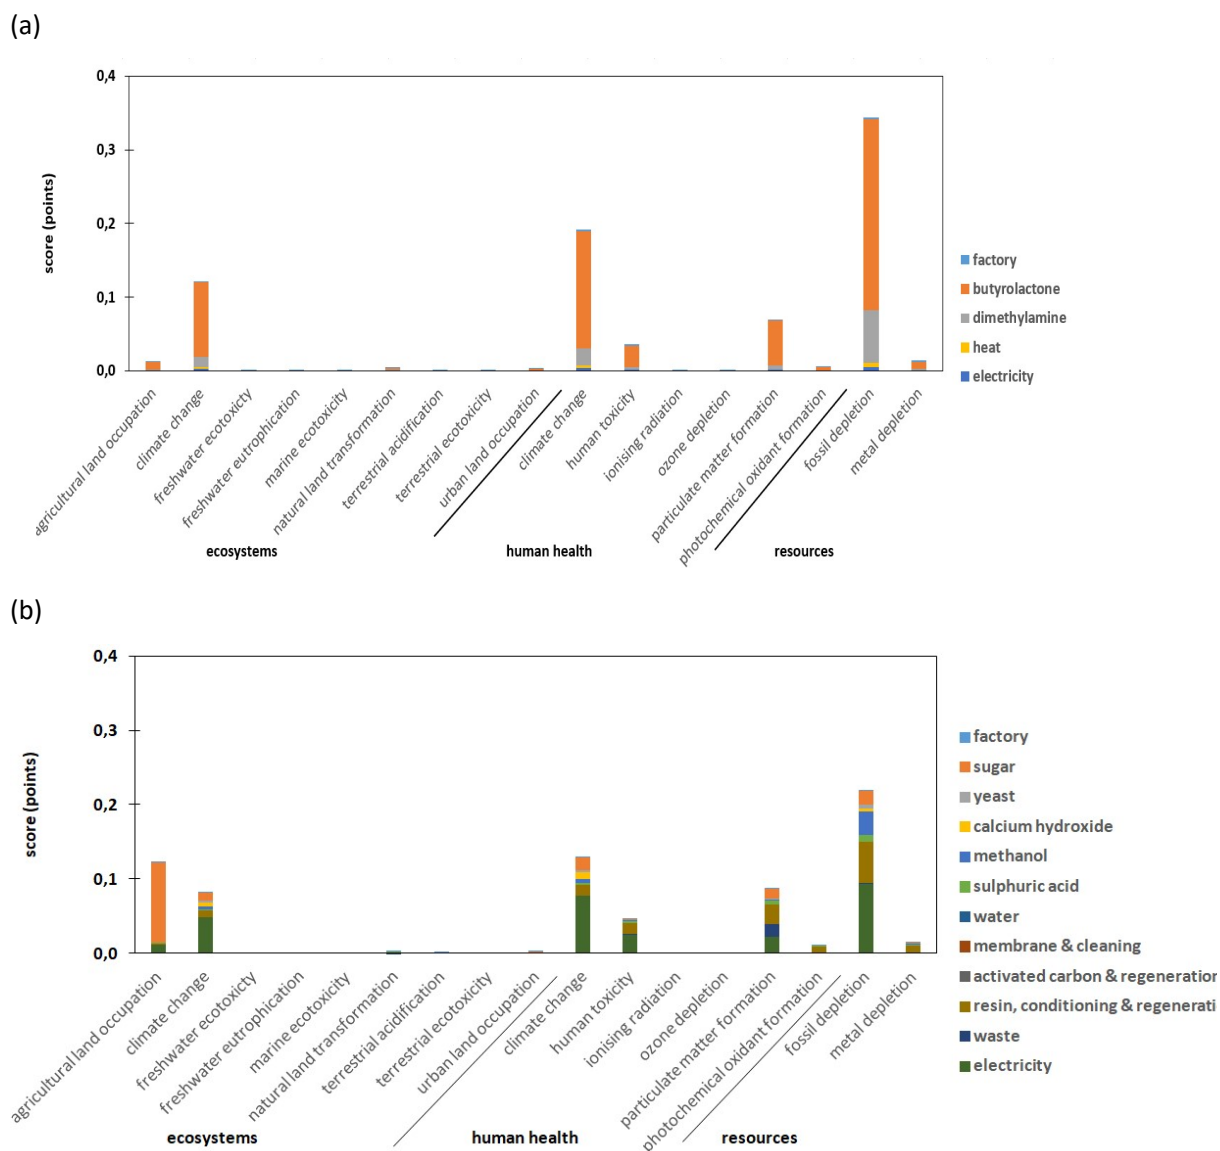 (a)
0,4
0,3
0,2
0,1
0,0
score (points)
agricultural land occupation
climate change
freshwater ecotoxicty
freshwater eutrophication
marine ecotoxicity
natural land transformation
terrestrial acidification
terrestrial ecotoxicity
urban land occupation
climate change
human toxicity
ionising radiation
ozone depletion
particulate matter formation
photochemical oxidant formation
fossil depletion
metal depletion
ecosystems
human health
resources
factory
butyrolactone
dimethylamine
heat
electricity
(b)
0,4
0,3
0,2
0,1
0,0
score (points)
agricultural land occupation
climate change
freshwater ecotoxicty
freshwater eutrophication
marine ecotoxicity
natural land transformation
terrestrial acidification
terrestrial ecotoxicity
urban land occupation
climate change
human toxicity
ionising radiation
ozone depletion
particulate matter formation
photochemical oxidant formation
fossil depletion
metal depletion
ecosystems
human health
resources
factory
sugar
yeast
calcium hydroxide
methanol
sulphuric acid
water
membrane & cleaning
activated carbon & regeneration
resin, conditioning & regenerati
waste
electricity